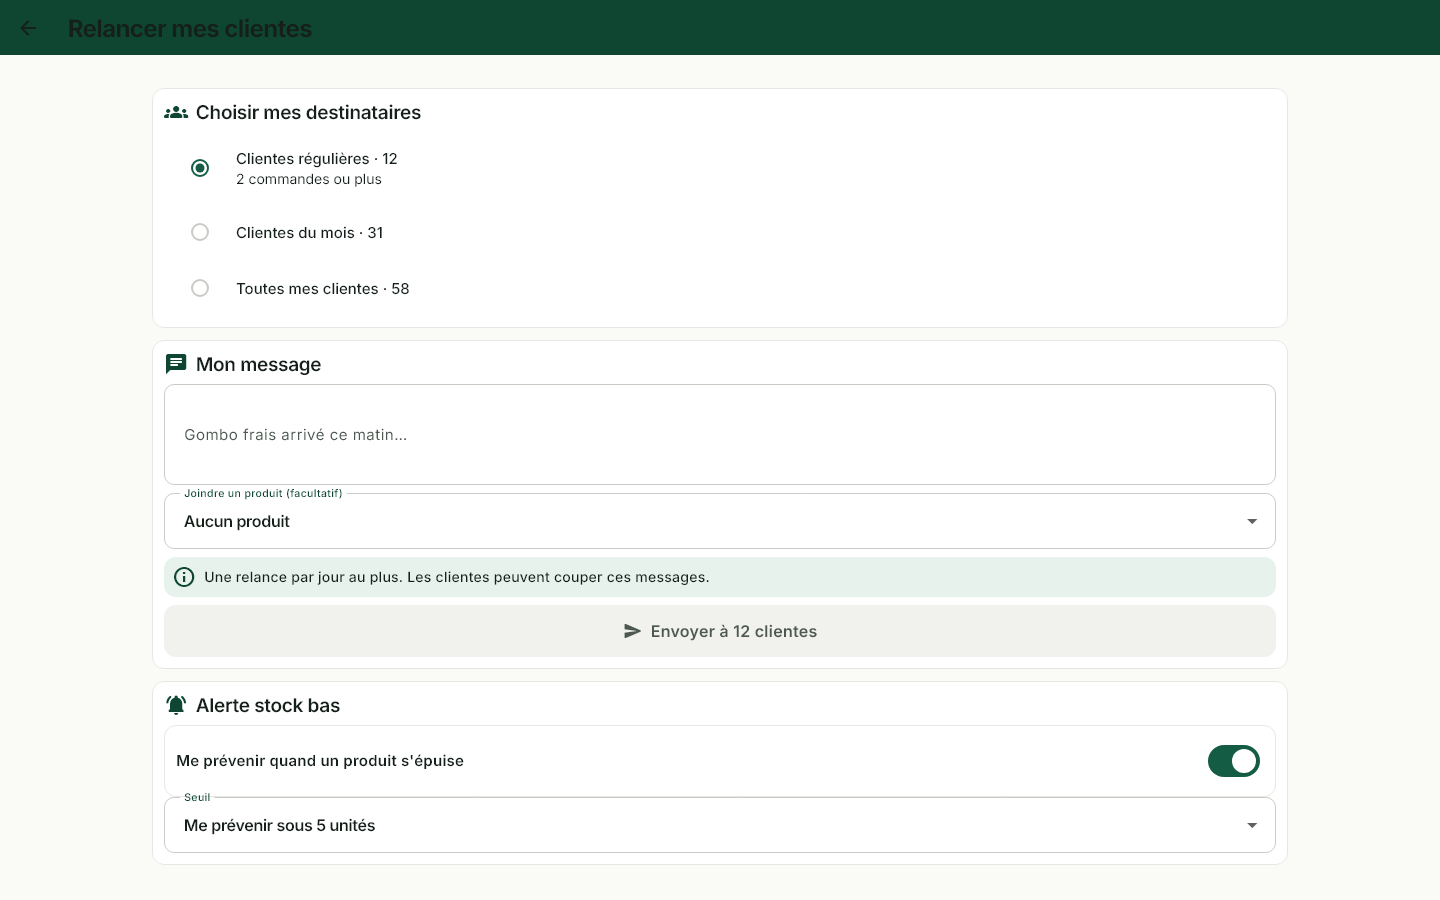 Relancer mes clientes
Choisir mes destinataires
Clientes régulières · 12
2 commandes ou plus
Clientes du mois · 31
Toutes mes clientes · 58
Mon message
Gombo frais arrivé ce matin...
Joindre un produit (facultatif)
Aucun produit
Une relance par jour au plus. Les clientes peuvent couper ces messages.
Envoyer à 12 clientes
Alerte stock bas
Me prévenir quand un produit s'épuise
Seuil
Me prévenir sous 5 unités